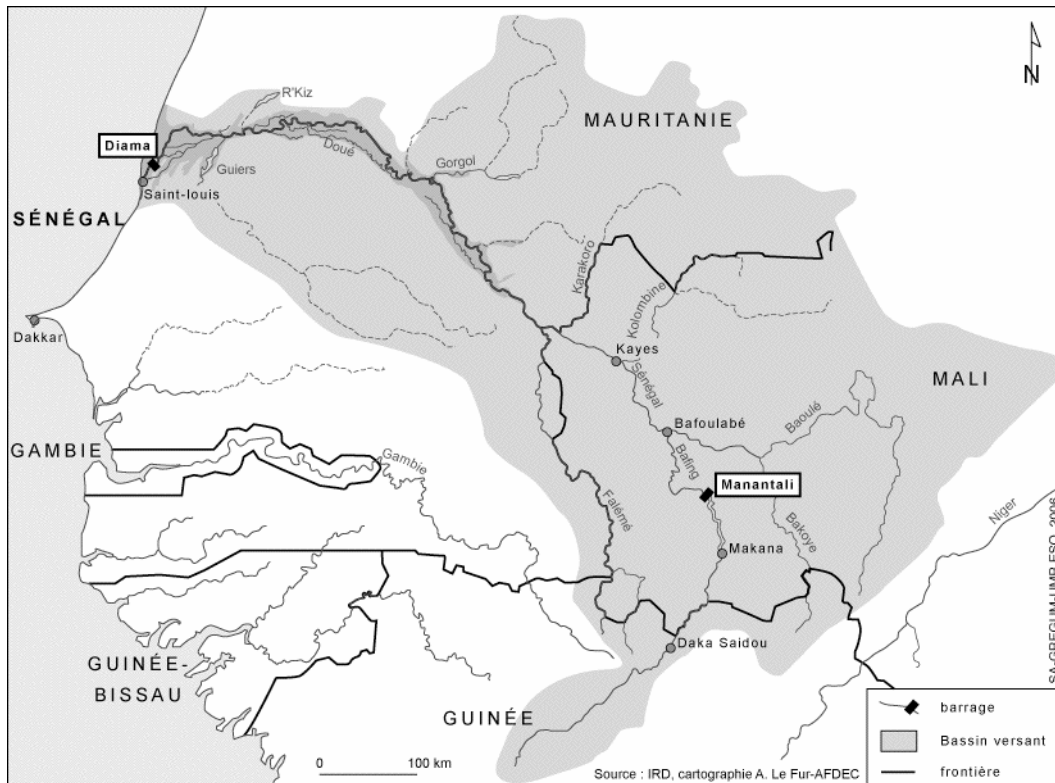 N
R'Kiz
MAURITANIE
Diama
Doué
Gorgol
Guiers
Saint-louis
SÉNÉGAL
Karakoro
Kolombine
Dakkar
Kayes
Sénégal
MALI
Bafoulabé
Baoulé
GAMBIE
Gambie
Bafing
Manantali
Falémé
Bakoye
Niger
Makana
Daka Saidou
GUINÉE-
BISSAU
GUINÉE
barrage
Bassin versant
frontière
0 100 km
Source : IRD, cartographie A. Le Fur-AFDEC